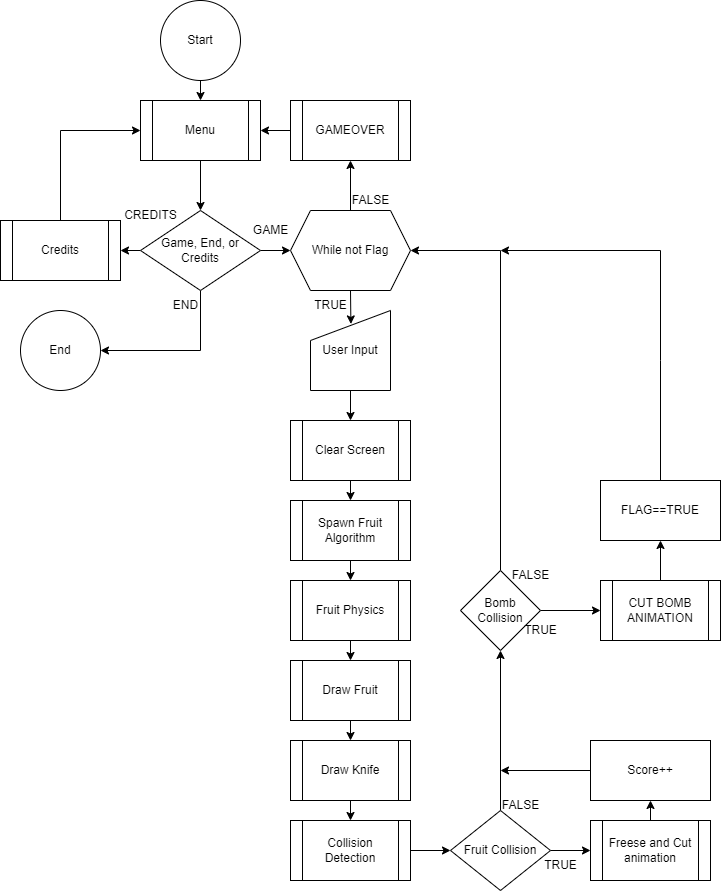 Start
Menu
GAMEOVER
FALSE
CREDITS
Credits
Game, End, or
Credits
GAME
While not Flag
END
TRUE
End
User Input
Clear Screen
Spawn Fruit
Algorithm
FLAG==TRUE
Fruit Physics
Bomb
Collision
FALSE
TRUE
CUT BOMB
ANIMATION
Draw Fruit
Draw Knife
Score++
Collision
Detection
FALSE
Fruit Collision
TRUE
Freese and Cut
animation